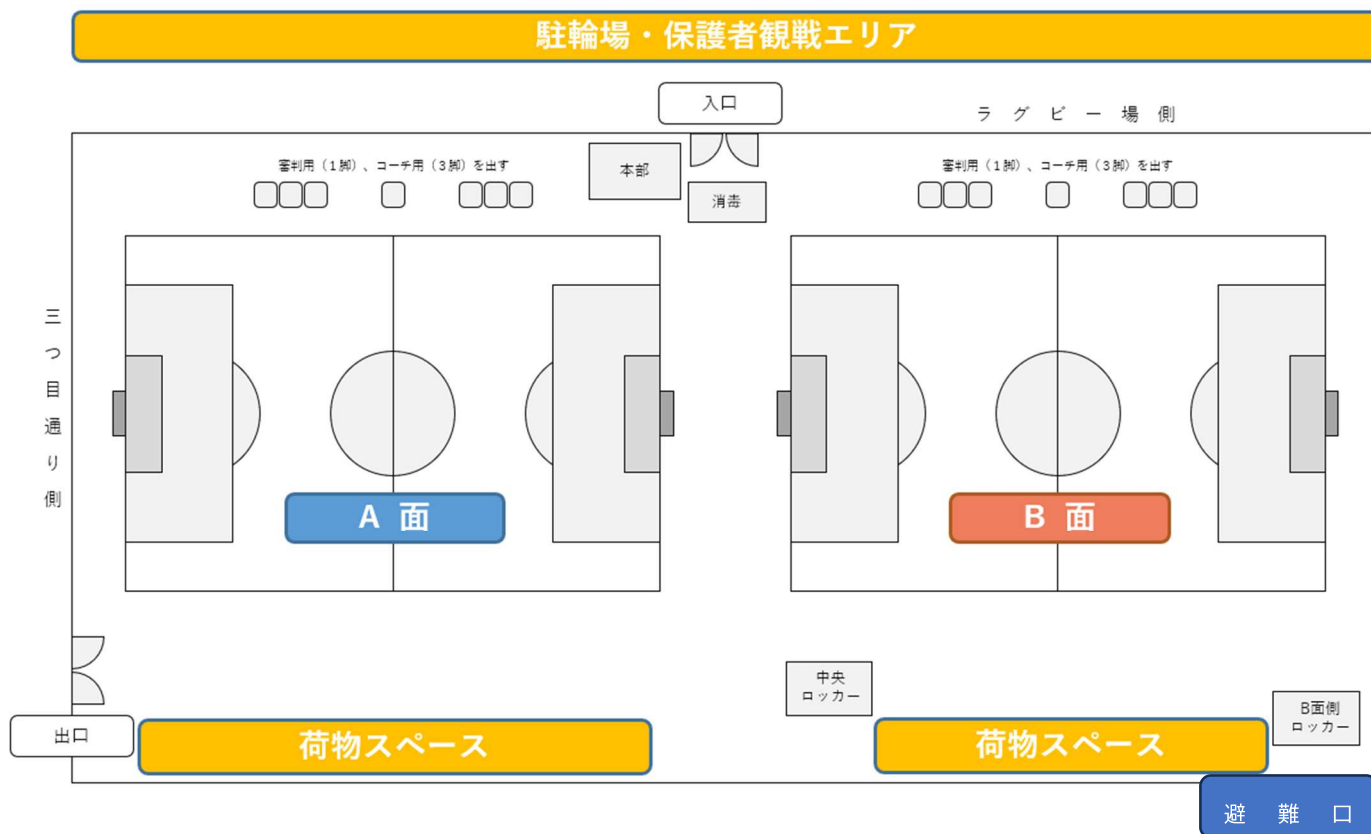 駐輪場・保護者観戦エリア
入口
ラグビー場側
審判用（1脚）、コーチ用（3脚）を出す
本部
消毒
審判用（1脚）、コーチ用（3脚）を出す
三つ目通り側
A 面
B 面
中央
ロッカー
B面側
ロッカー
出口
荷物スペース
荷物スペース
避難口